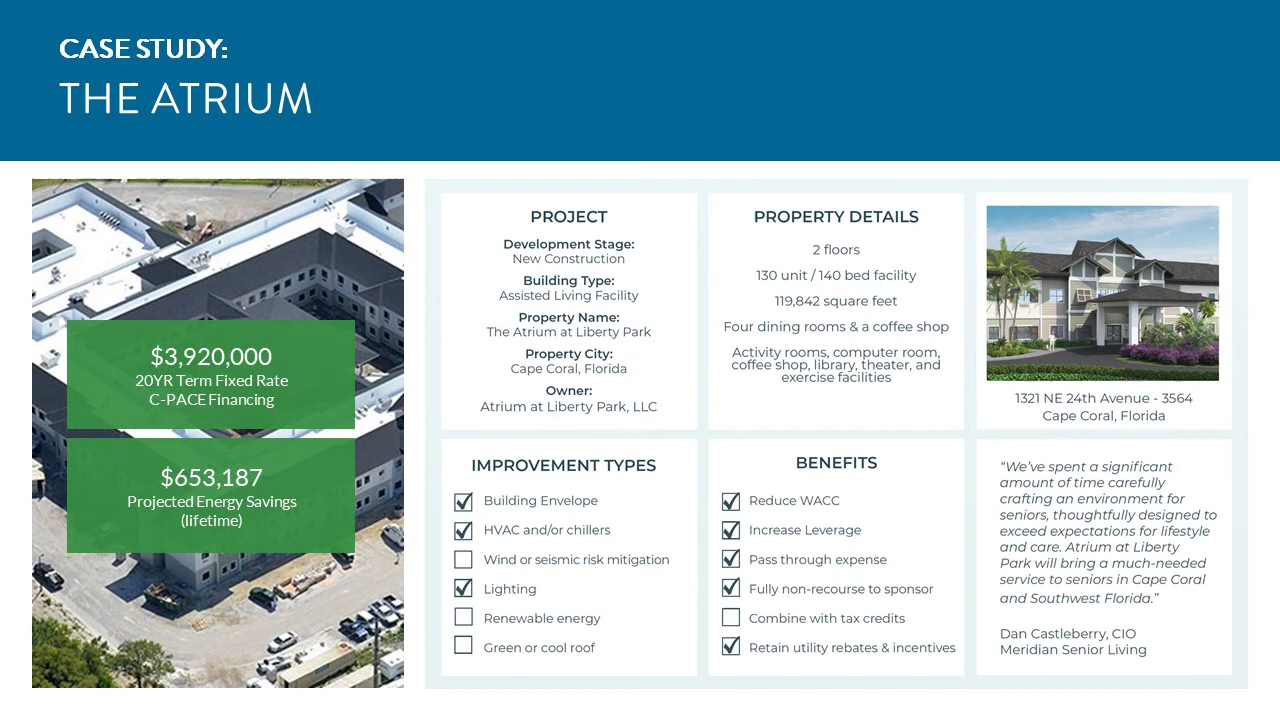 CASE STUDY:
THE ATRIUM
$3,920,000
20YR Term Fixed Rate
C-PACE Financing
$653,187
Projected Energy Savings
(lifetime)
PROJECT
Development Stage:
New Construction
Building Type:
Assisted Living Facility
Property Name:
The Atrium at Liberty Park
Property City:
Cape Coral, Florida
Owner:
Atrium at Liberty Park, LLC
PROPERTY DETAILS
2 floors
130 unit / 140 bed facility
119,842 square feet
Four dining rooms & a coffee shop
Activity rooms, computer room,
coffee shop, library, theater, and
exercise facilities
1321 NE 24th Avenue - 3564
Cape Coral, Florida
IMPROVEMENT TYPES
Building Envelope
HVAC and/or chillers
Wind or seismic risk mitigation
Lighting
Renewable energy
Green or cool roof
BENEFITS
Reduce WACC
Increase Leverage
Pass through expense
Fully non-recourse to sponsor
Combine with tax credits
Retain utility rebates & incentives
“We’ve spent a significant
amount of time carefully
crafting an environment for
seniors, thoughtfully designed to
exceed expectations for lifestyle
and care. Atrium at Liberty
Park will bring a much-needed
service to seniors in Cape Coral
and Southwest Florida.”
Dan Castleberry, CIO
Meridian Senior Living